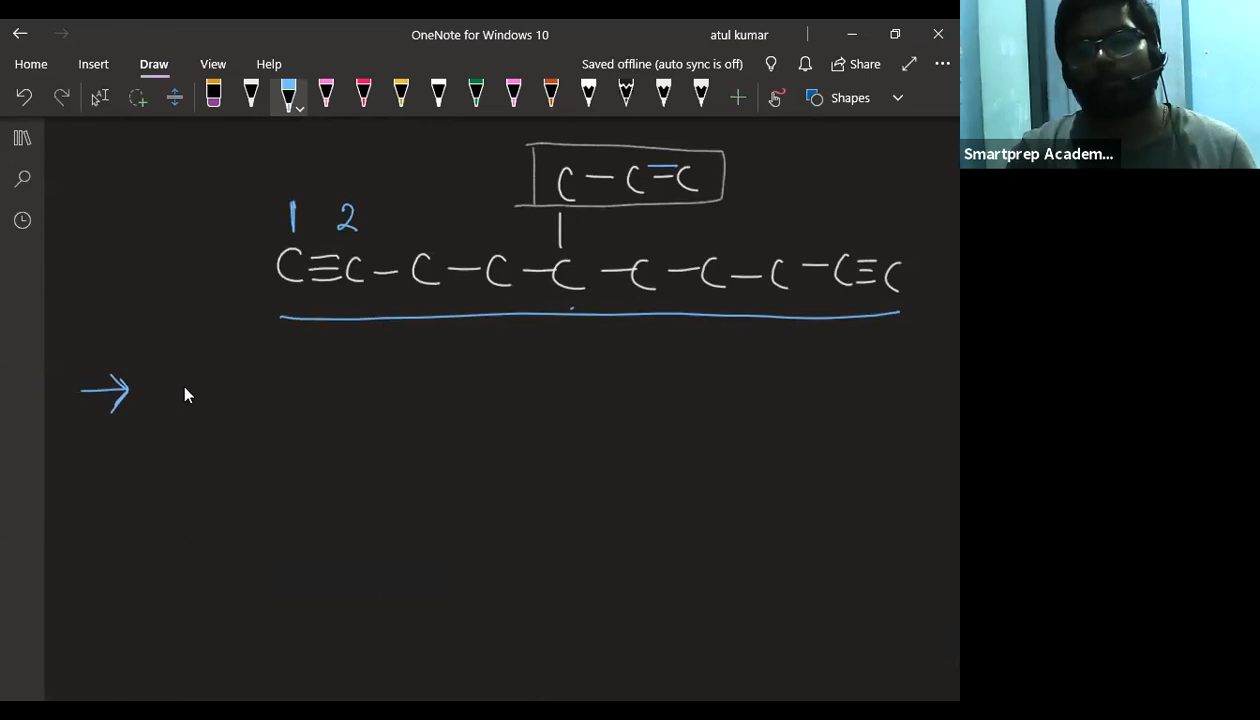 OneNote for Windows 10
atul kumar
Home Insert Draw View Help
Saved offline (auto sync is off)
Share
Shapes
Smartprep Academ...
C - C = C
|
1 2
C ≡ C - C - C - C - C - C - C - C ≡ C
→